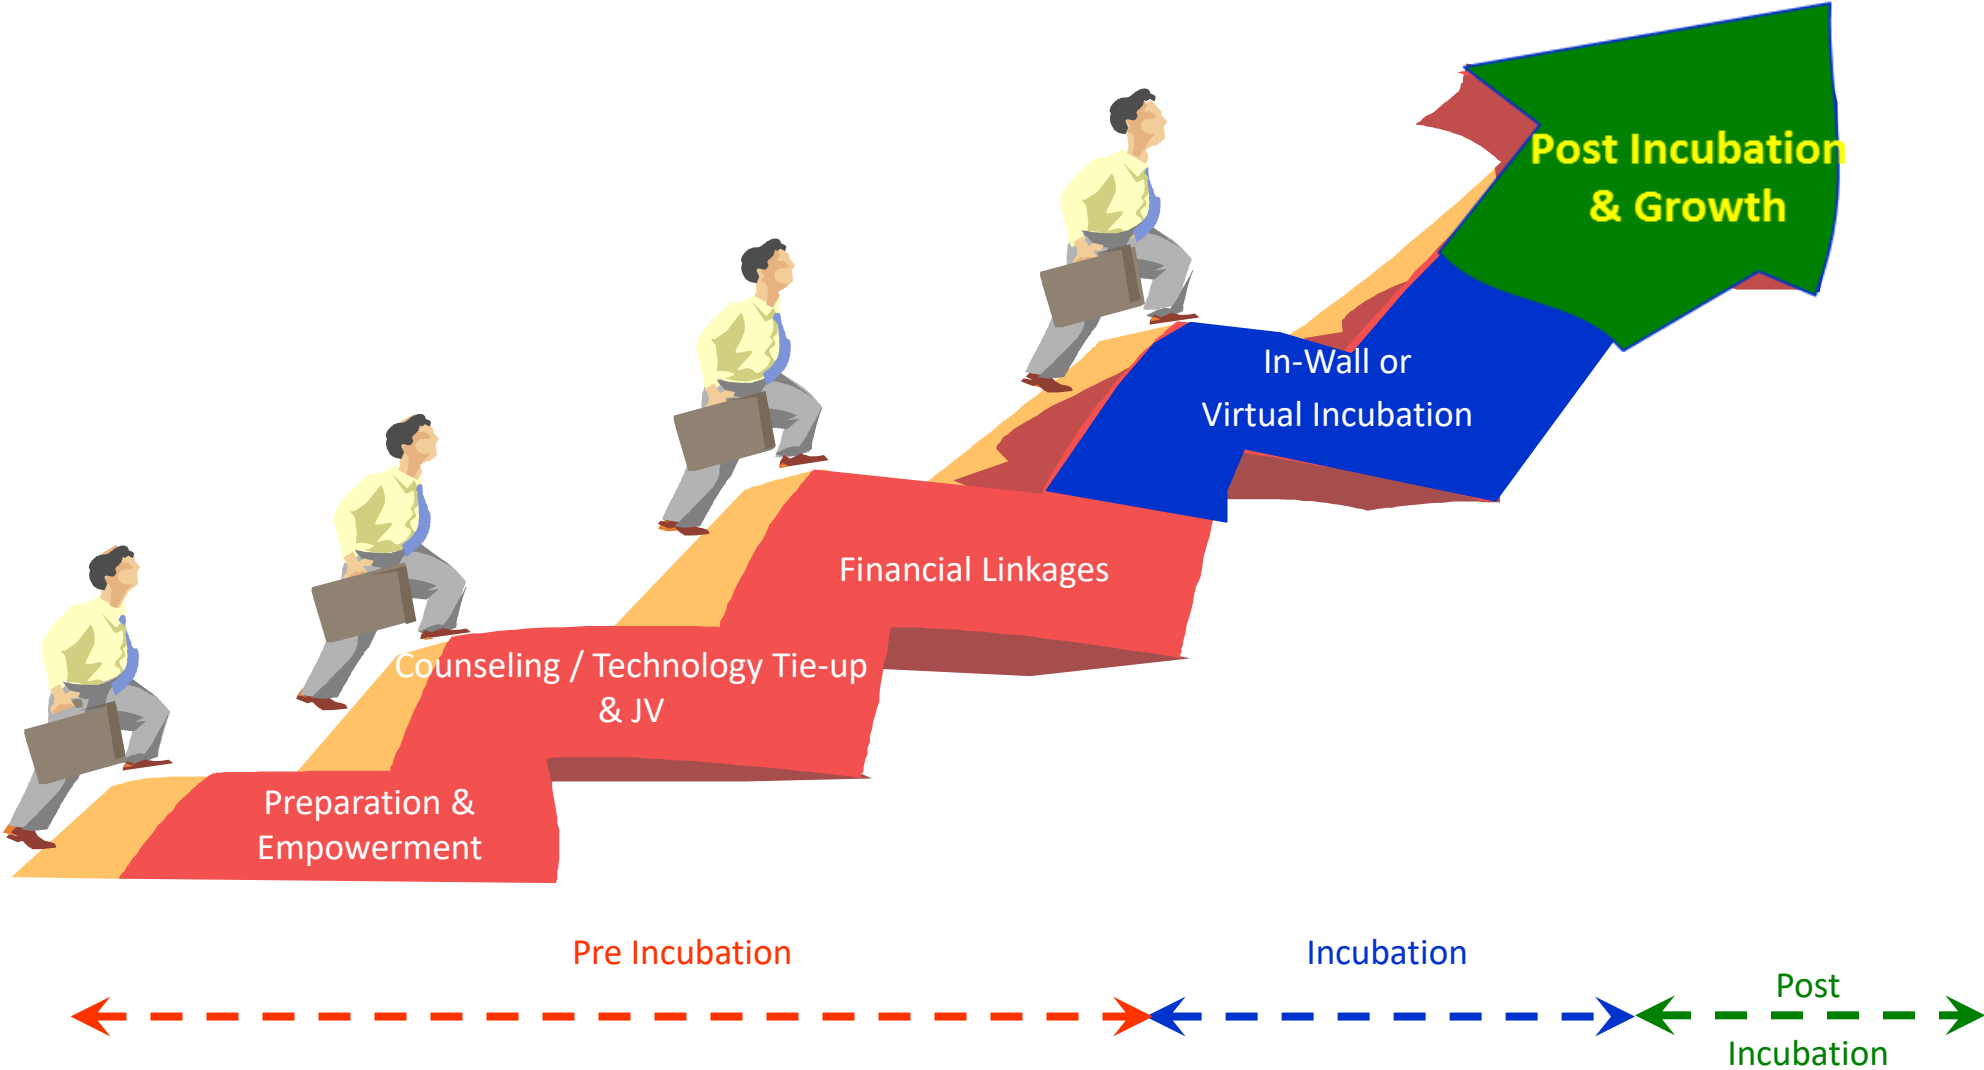 Post Incubation
& Growth
In-Wall or
Virtual Incubation
Financial Linkages
Counseling / Technology Tie-up
& JV
Preparation &
Empowerment
Pre Incubation
Incubation
Post
Incubation